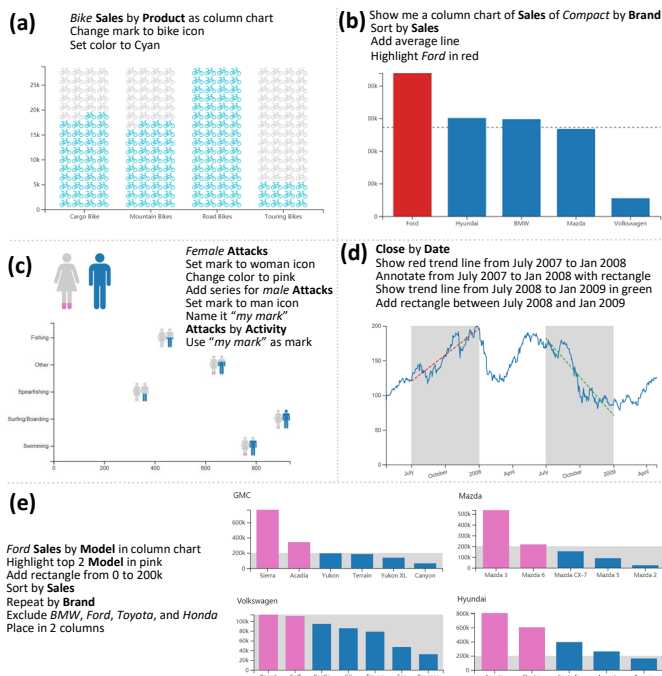 (a)
Bike Sales by Product as column chart
Change mark to bike icon
Set color to Cyan
25k
20k
15k
10k
5k
0
Cargo Bike Mountain Bikes Road Bikes Touring Bikes
(b)
Show me a column chart of Sales of Compact by Brand
Sort by Sales
Add average line
Highlight Ford in red
00k
00k
00k
0
Ford Hyundai BMW Mazda Volkswagen
(c)
Female Attacks
Set mark to woman icon
Change color to pink
Add series for male Attacks
Set mark to man icon
Name it “my mark”
Attacks by Activity
Use “my mark” as mark
Fishing
Other
Spearfishing
Surfing/Boarding
Swimming
0 200 400 600 800
(d)
Close by Date
Show red trend line from July 2007 to Jan 2008
Annotate from July 2007 to Jan 2008 with rectangle
Show trend line from July 2008 to Jan 2009 in green
Add rectangle between July 2008 and Jan 2009
200
150
100
50
0
July October 2008 April July October 2008 April
(e)
Ford Sales by Model in column chart
Highlight top 2 Model in pink
Add rectangle from 0 to 200k
Sort by Sales
Repeat by Brand
Exclude BMW, Ford, Toyota, and Honda
Place in 2 columns
GMC
600k
400k
200k
0
Sierra Acadia Yukon Terrain Yukon XL Canyon
Mazda
500k
400k
300k
200k
100k
0
Mazda 3 Mazda 6 Mazda CX-7 Mazda 5 Mazda 2
Volkswagen
100k
80k
60k
40k
20k
0
Hyundai
800k
600k
400k
200k
0